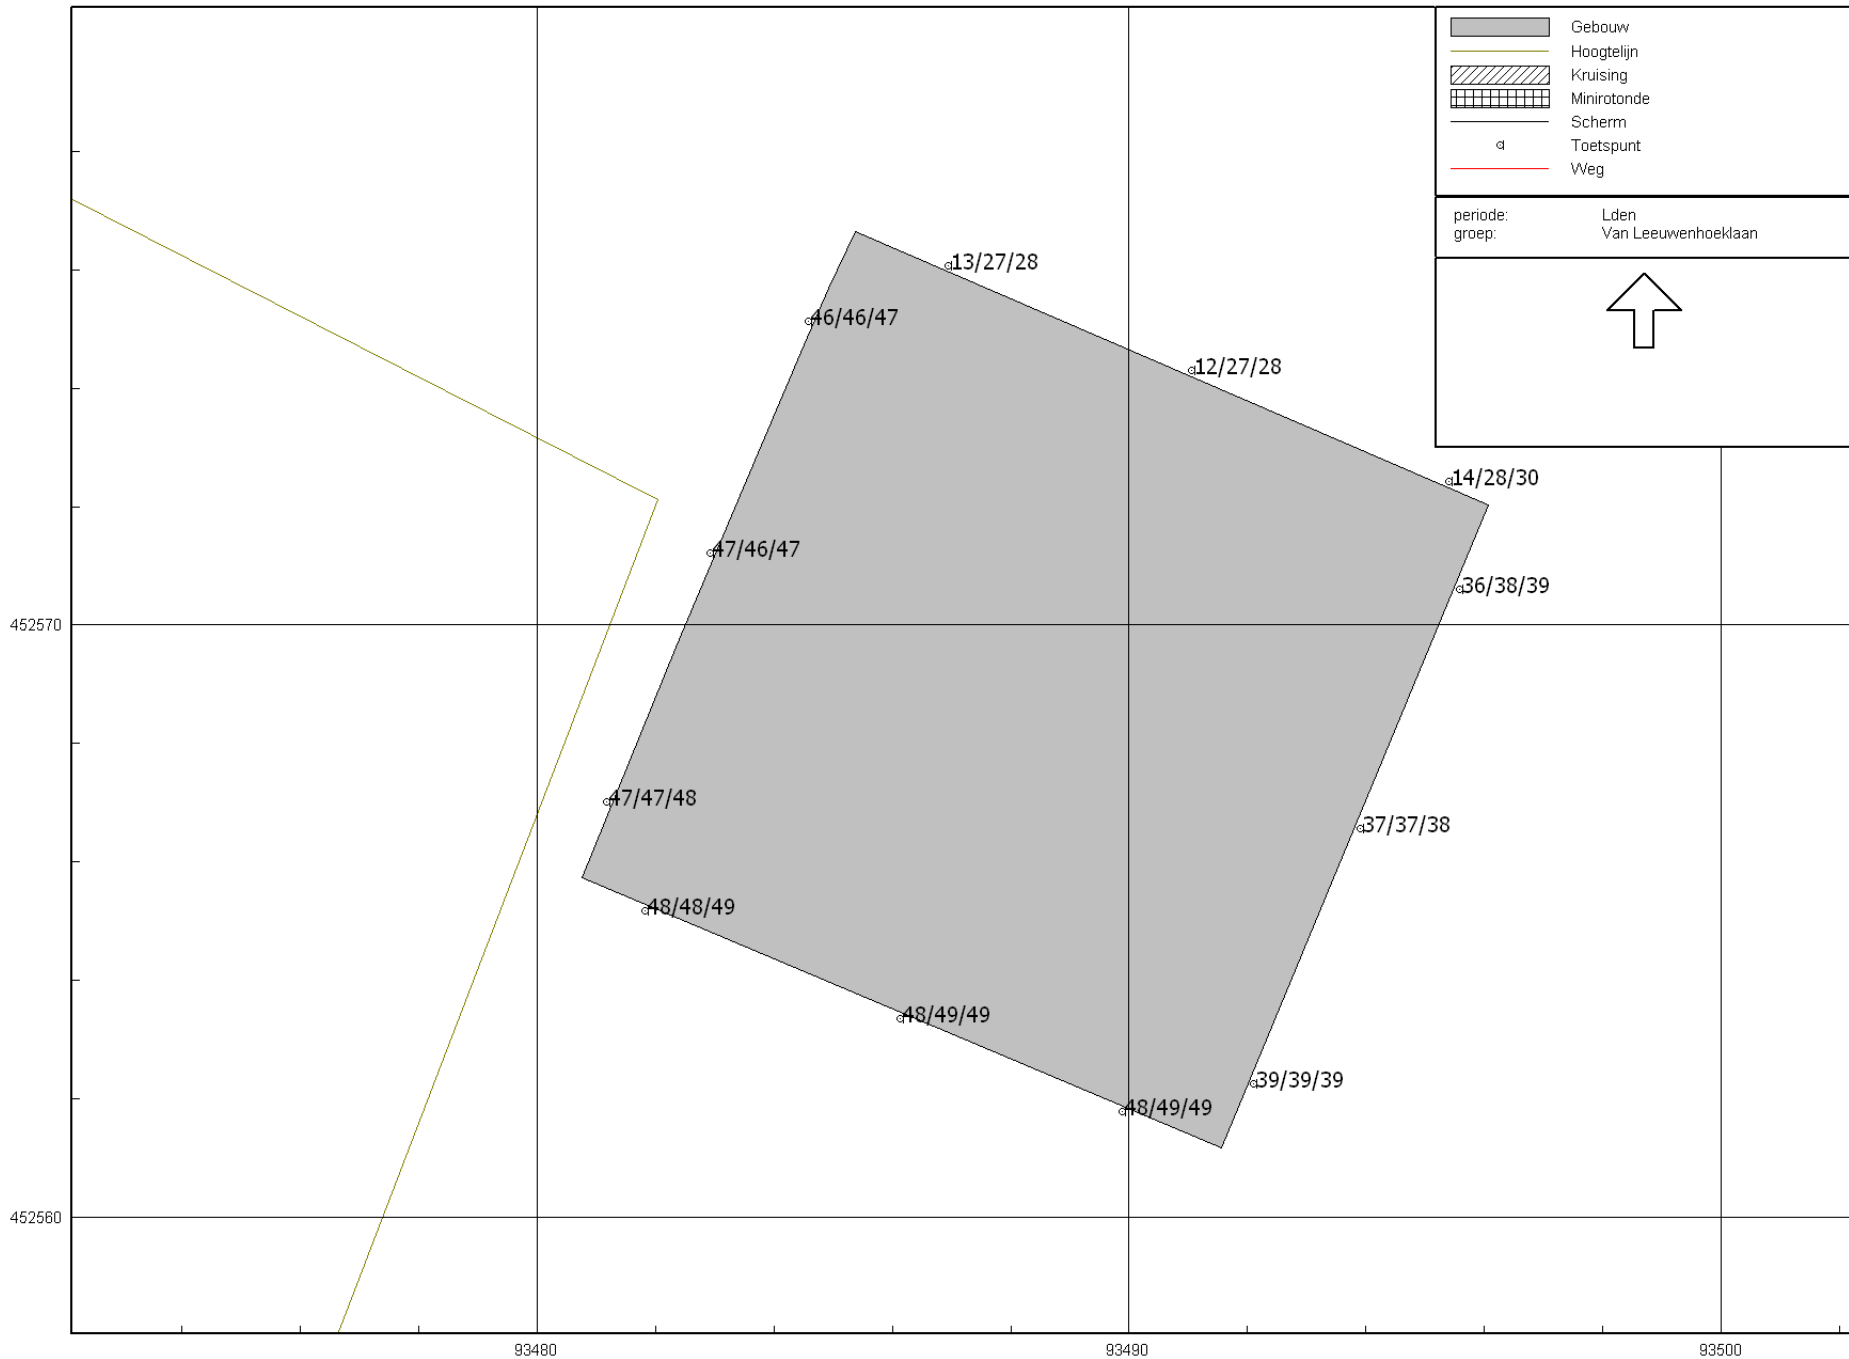 Gebouw
Hoogtelijn
Kruising
Minirotonde
Scherm
Toetspunt
Weg
periode: Lden
groep: Van Leeuwenhoeklaan
13/27/28
46/46/47
12/27/28
14/28/30
47/46/47
36/38/39
452570
47/47/48
37/37/38
48/48/49
48/49/49
39/39/39
48/49/49
452560
93480 93490 93500